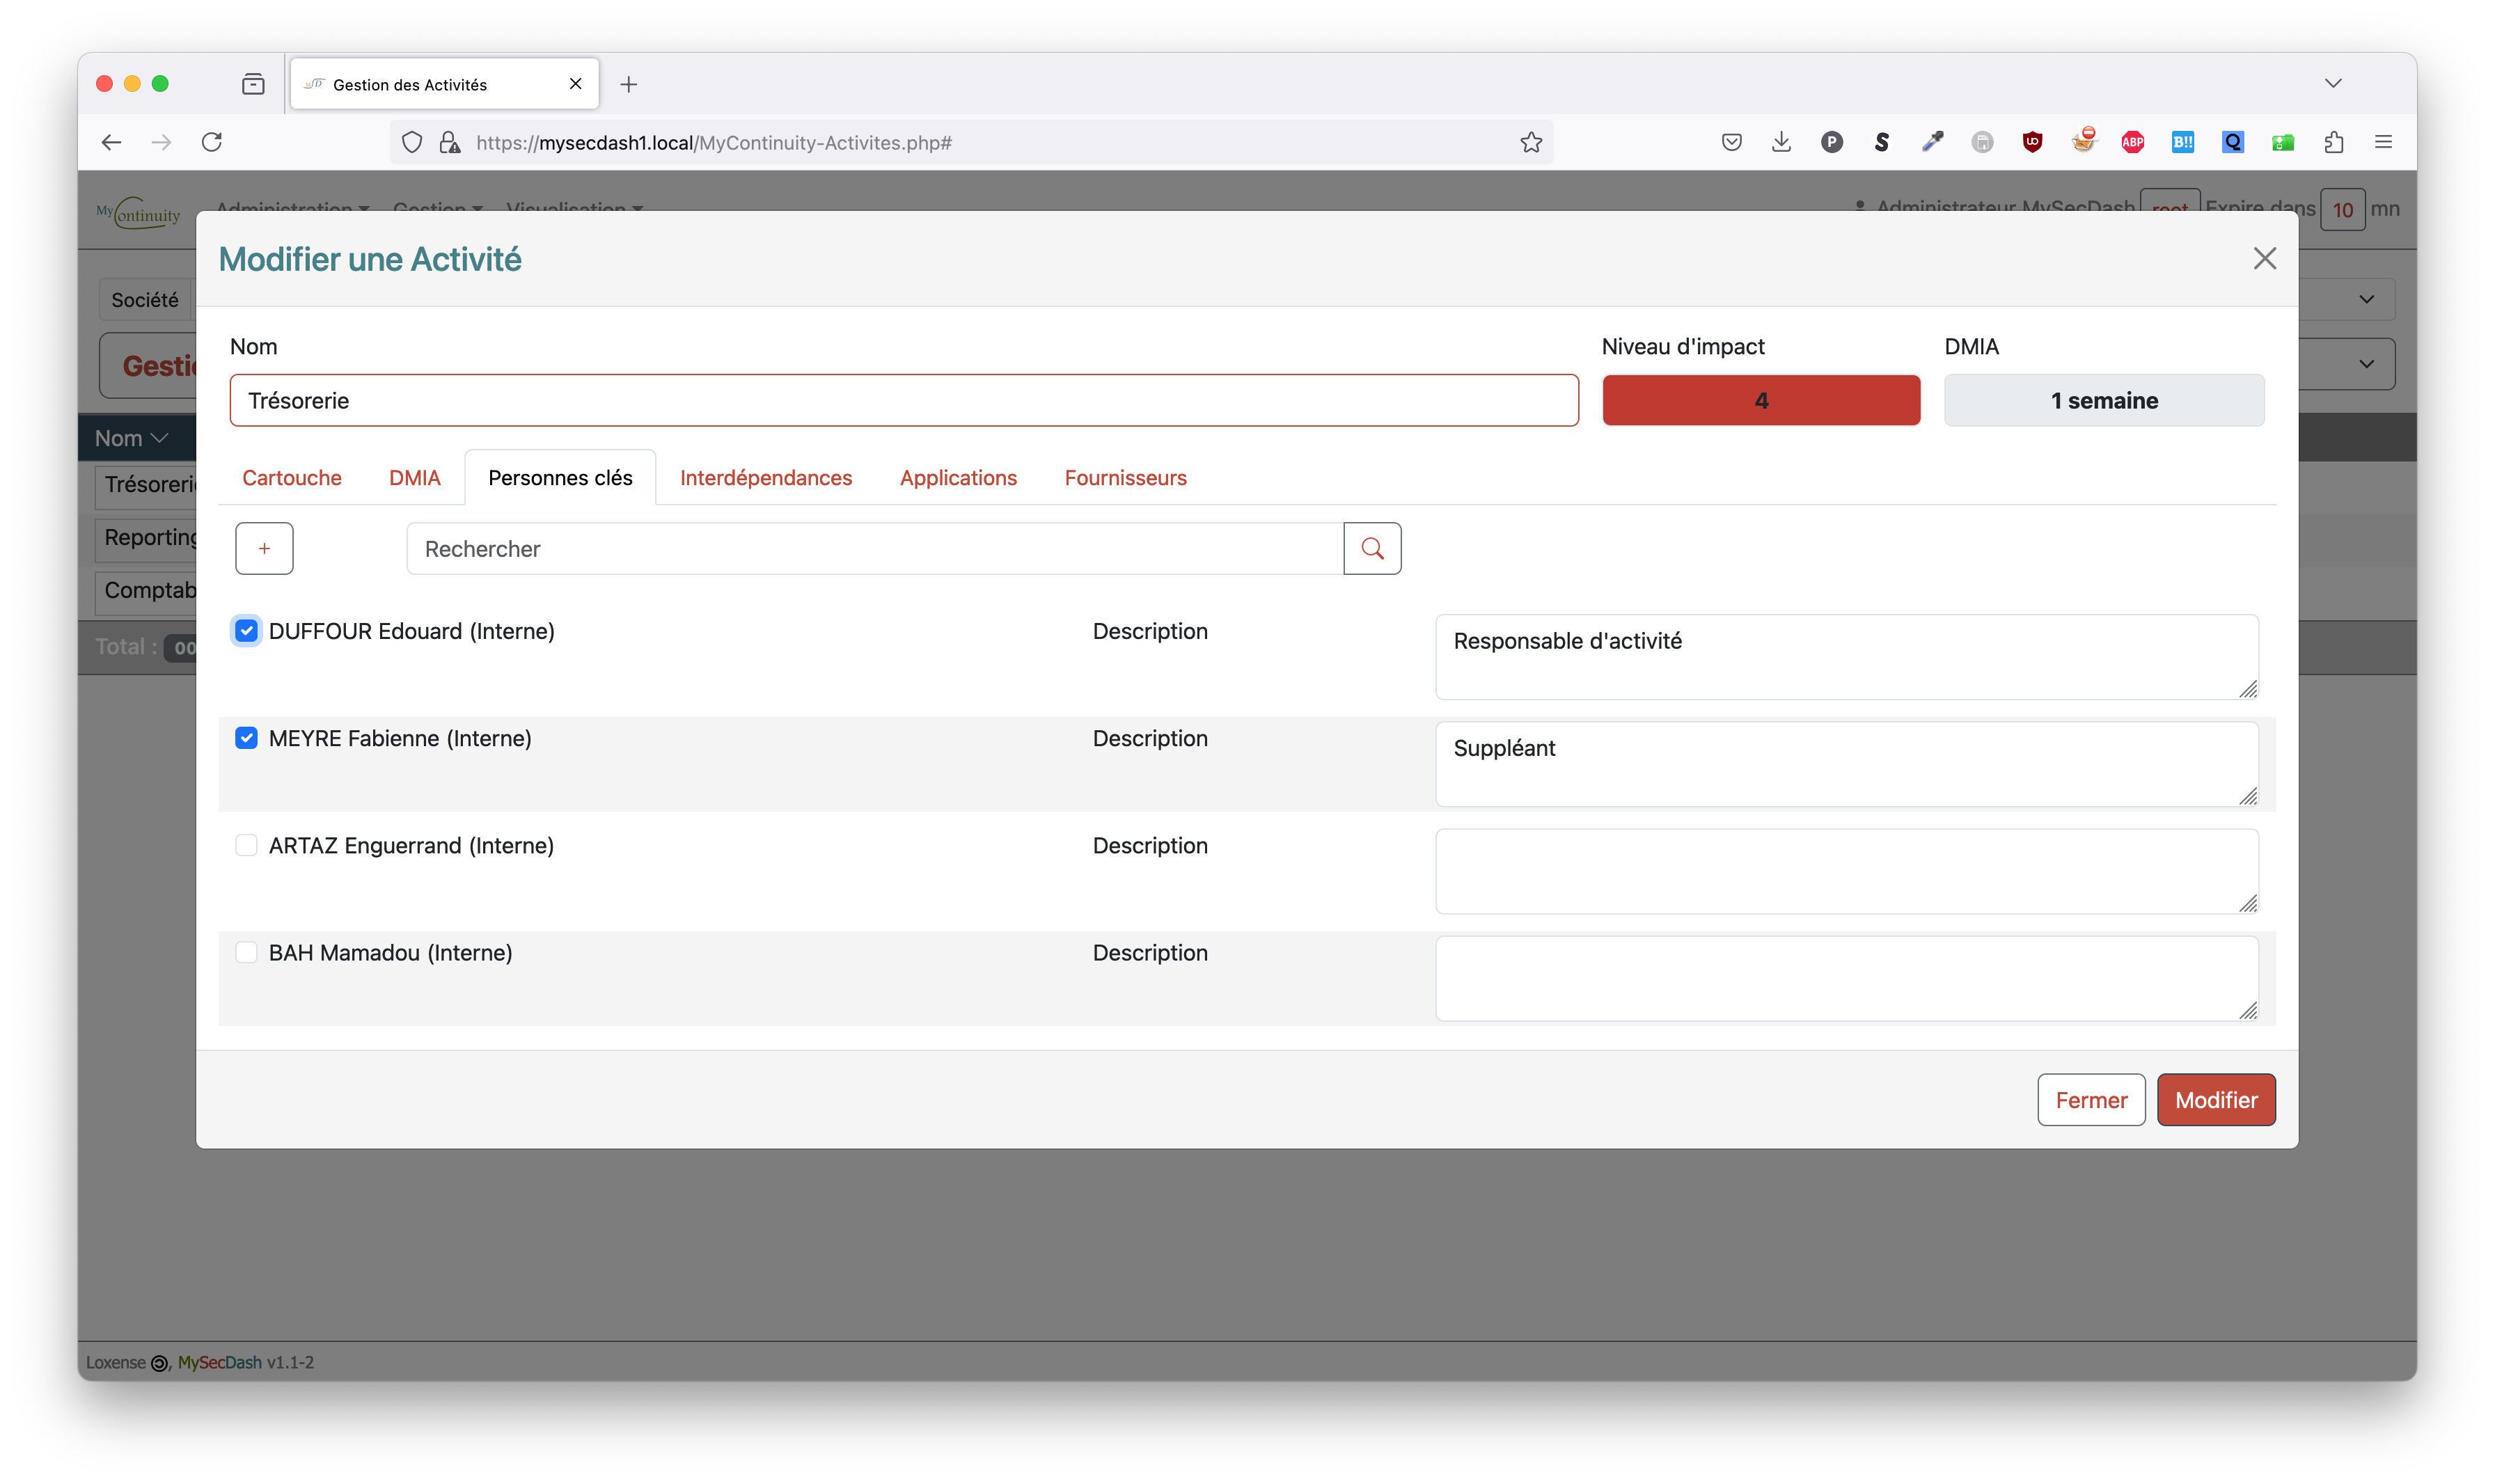 Gestion des Activités
https://mysecdash1.local/MyContinuity-Activites.php#
MyContinuity Administration Gestion Visualisation Administrateur MySecDash root Expire dans 10 mn
Modifier une Activité
Société
Nom Niveau d'impact DMIA
Trésorerie 4 1 semaine
Nom
Cartouche DMIA Personnes clés Interdépendances Applications Fournisseurs
Reporting
+ Rechercher
Total : 00
DUFFOUR Edouard (Interne) Description Responsable d'activité
MEYRE Fabienne (Interne) Description Suppléant
ARTAZ Enguerrand (Interne) Description
BAH Mamadou (Interne) Description
Fermer Modifier
Loxense , MySecDash v1.1-2